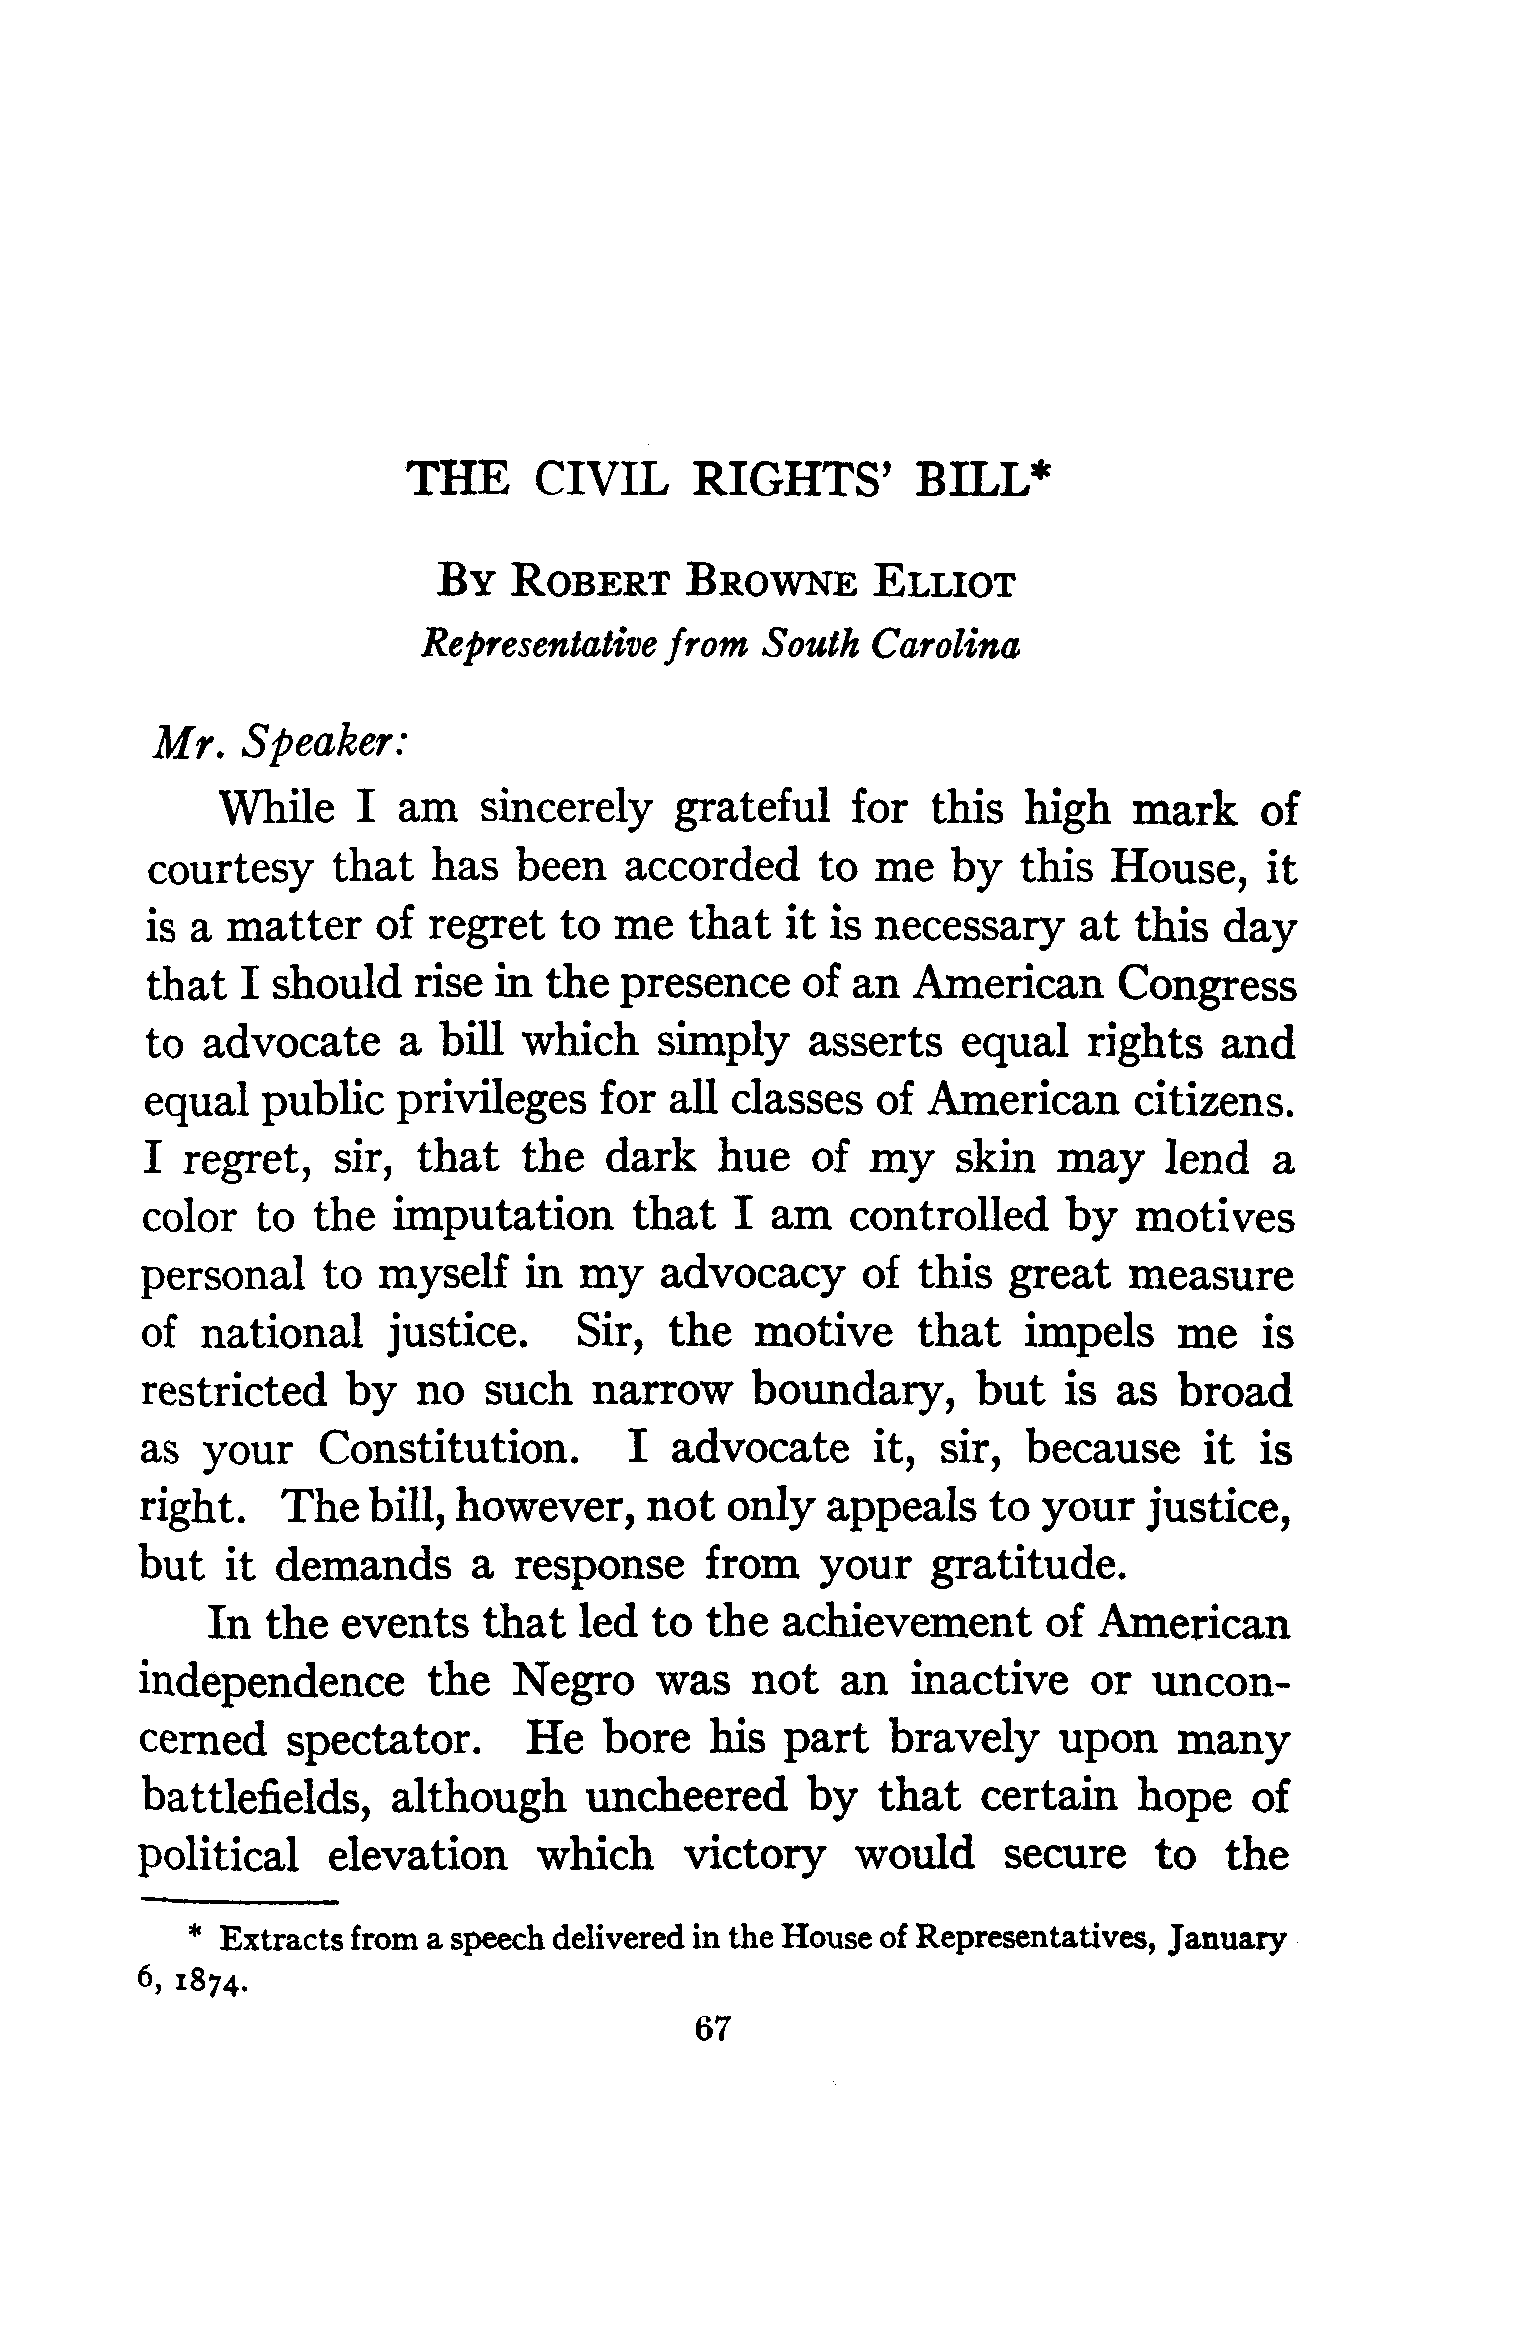 THE CIVIL RIGHTS' BILL*
BY ROBERT BROWNE ELLIOT
Representative from South Carolina
Mr. Speaker:
While I am sincerely grateful for this high mark of
courtesy that has been accorded to me by this House, it
is a matter of regret to me that it is necessary at this day
that I should rise in the presence of an American Congress
to advocate a bill which simply asserts equal rights and
equal public privileges for all classes of American citizens.
I regret, sir, that the dark hue of my skin may lend a
color to the imputation that I am controlled by motives
personal to myself in my advocacy of this great measure
of national justice. Sir, the motive that impels me is
restricted by no such narrow boundary, but is as broad
as your Constitution. I advocate it, sir, because it is
right. The bill, however, not only appeals to your justice,
but it demands a response from your gratitude.
In the events that led to the achievement of American
independence the Negro was not an inactive or uncon-
cerned spectator. He bore his part bravely upon many
battlefields, although uncheered by that certain hope of
political elevation which victory would secure to the
* Extracts from a speech delivered in the House of Representatives, January
6, 1874.
67